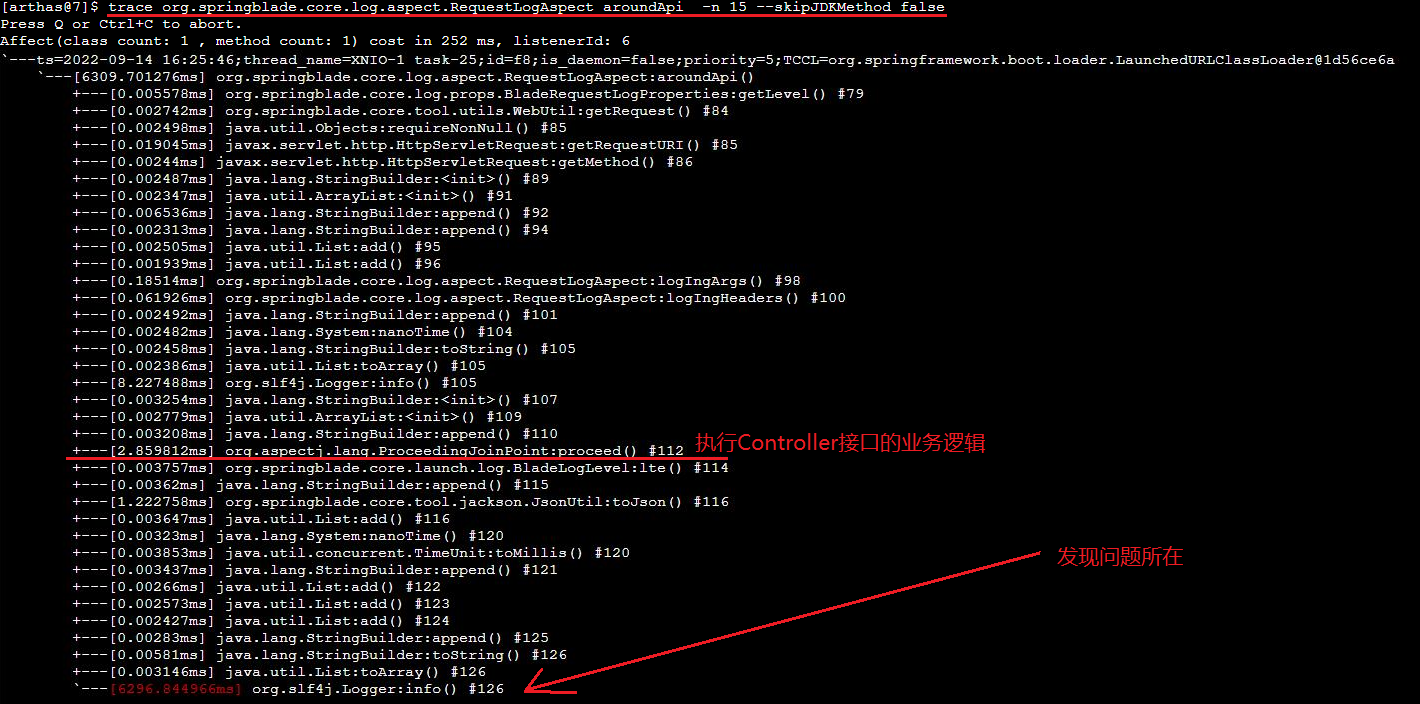 [arthas@7]$ trace org.springblade.core.log.aspect.RequestLogAspect aroundApi  -n 15 --skipJDKMethod false
Press Q or Ctrl+C to abort.
Affect(class count: 1 , method count: 1) cost in 252 ms, listenerId: 6
`---ts=2022-09-14 16:25:46;thread_name=XNIO-1 task-25;id=f8;is_daemon=false;priority=5;TCCL=org.springframework.boot.loader.LaunchedURLClassLoader@1d56ce6a
    `---[6309.701276ms] org.springblade.core.log.aspect.RequestLogAspect:aroundApi()
        +---[0.005578ms] org.springblade.core.log.props.BladeRequestLogProperties:getLevel() #79
        +---[0.002742ms] org.springblade.core.tool.utils.WebUtil:getRequest() #84
        +---[0.002498ms] java.util.Objects:requireNonNull() #85
        +---[0.019045ms] javax.servlet.http.HttpServletRequest:getRequestURI() #85
        +---[0.00244ms] javax.servlet.http.HttpServletRequest:getMethod() #86
        +---[0.002487ms] java.lang.StringBuilder:<init>() #89
        +---[0.002347ms] java.util.ArrayList:<init>() #91
        +---[0.006536ms] java.lang.StringBuilder:append() #92
        +---[0.002313ms] java.lang.StringBuilder:append() #94
        +---[0.002505ms] java.util.List:add() #95
        +---[0.001939ms] java.util.List:add() #96
        +---[0.18514ms] org.springblade.core.log.aspect.RequestLogAspect:logIngArgs() #98
        +---[0.061926ms] org.springblade.core.log.aspect.RequestLogAspect:logIngHeaders() #100
        +---[0.002492ms] java.lang.StringBuilder:append() #101
        +---[0.002482ms] java.lang.System:nanoTime() #104
        +---[0.002458ms] java.lang.StringBuilder:toString() #105
        +---[0.002386ms] java.util.List:toArray() #105
        +---[8.227488ms] org.slf4j.Logger:info() #105
        +---[0.003254ms] java.lang.StringBuilder:<init>() #107
        +---[0.002779ms] java.util.ArrayList:<init>() #109
        +---[0.003208ms] java.lang.StringBuilder:append() #110
        +---[2.859812ms] org.aspectj.lang.ProceedingJoinPoint:proceed() #112 执行Controller接口的业务逻辑
        +---[0.003757ms] org.springblade.core.launch.log.BladeLogLevel:lte() #114
        +---[0.00362ms] java.lang.StringBuilder:append() #115
        +---[1.222758ms] org.springblade.core.tool.jackson.JsonUtil:toJson() #116
        +---[0.003647ms] java.util.List:add() #116
        +---[0.00323ms] java.lang.System:nanoTime() #120
        +---[0.003853ms] java.util.concurrent.TimeUnit:toMillis() #120 发现问题所在
        +---[0.003437ms] java.lang.StringBuilder:append() #121
        +---[0.00266ms] java.util.List:add() #122
        +---[0.002573ms] java.util.List:add() #123
        +---[0.002427ms] java.util.List:add() #124
        +---[0.00283ms] java.lang.StringBuilder:append() #125
        +---[0.00581ms] java.lang.StringBuilder:toString() #126
        +---[0.003146ms] java.util.List:toArray() #126
        `---[6296.844966ms] org.slf4j.Logger:info() #126